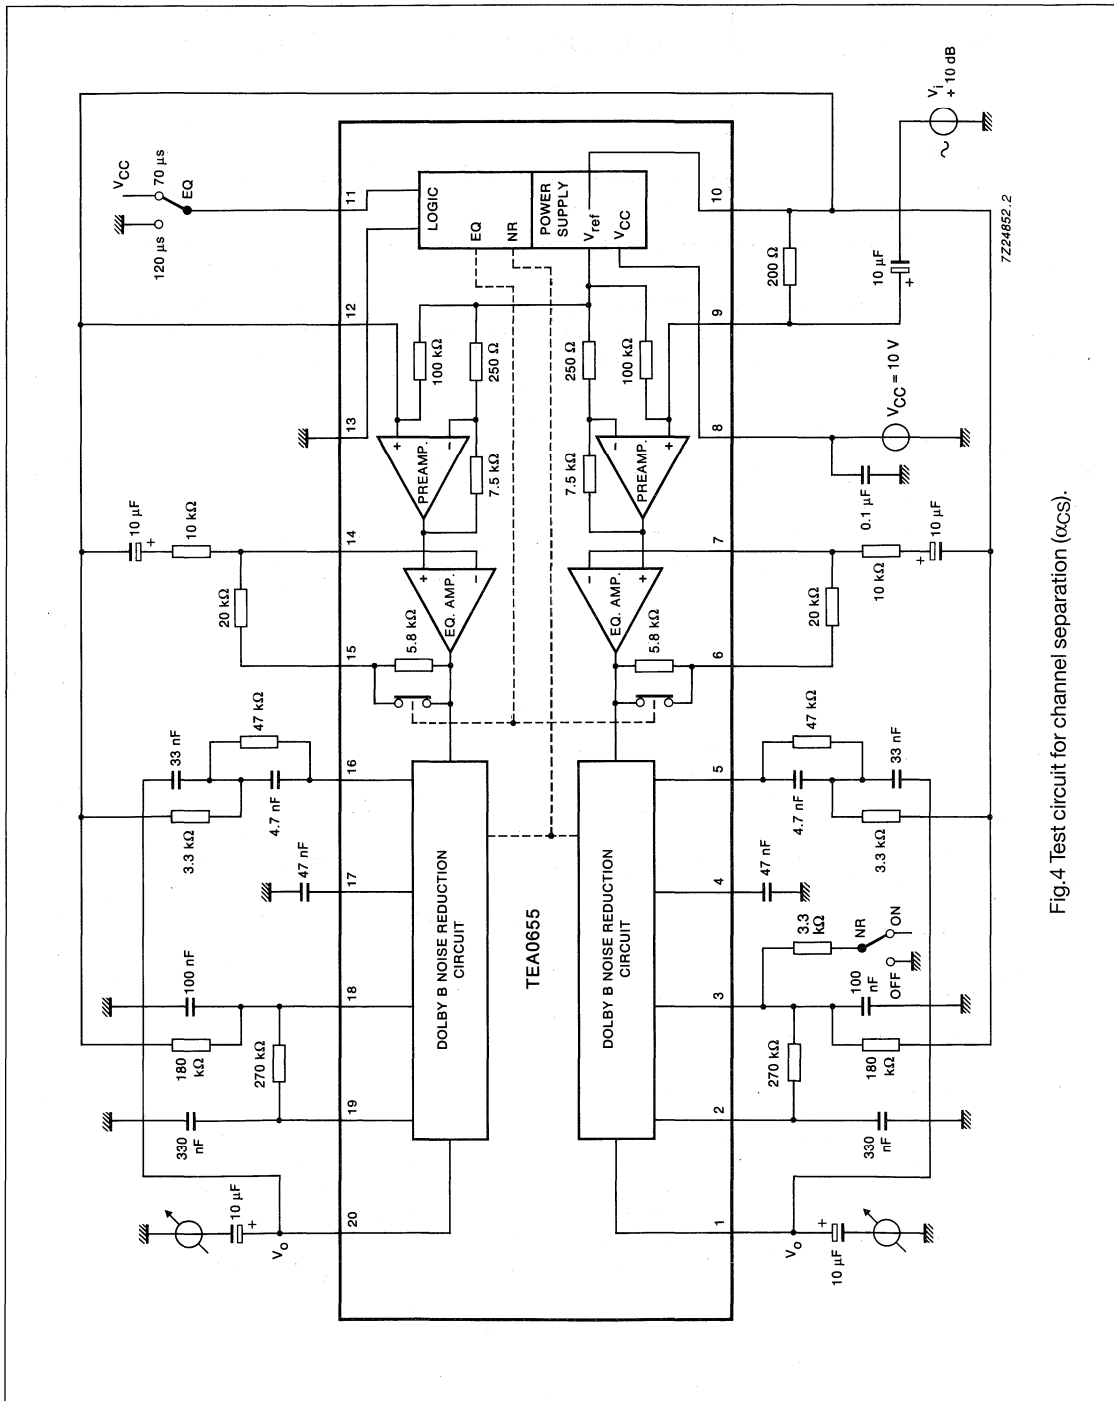 V_CC
70 µs
EQ
120 µs
V_i
+ 10 dB
~
11
10
LOGIC
EQ
NR
POWER
SUPPLY
V_ref
V_CC
7Z24852.2
200 Ω
10 µF
+
12
9
100 kΩ
250 Ω
250 Ω
100 kΩ
13
8
V_CC = 10 V
0.1 µF
+
−
PREAMP.
7.5 kΩ
7.5 kΩ
−
+
PREAMP.
10 µF
+
10 kΩ
14
7
10 kΩ
+
10 µF
20 kΩ
+
−
EQ. AMP.
−
+
EQ. AMP.
20 kΩ
15
5.8 kΩ
5.8 kΩ
6
47 kΩ
33 nF
16
5
47 kΩ
33 nF
3.3 kΩ
4.7 nF
4.7 nF
3.3 kΩ
47 nF
17
4
47 nF
DOLBY B NOISE REDUCTION
CIRCUIT
TEA0655
DOLBY B NOISE REDUCTION
CIRCUIT
3.3
kΩ
NR
ON
OFF
100 nF
18
3
100
nF
180
kΩ
270 kΩ
270 kΩ
180
kΩ
330
nF
19
2
330
nF
10 µF
+
V_o
20
1
V_o
+
10 µF
Fig.4 Test circuit for channel separation (αCS).